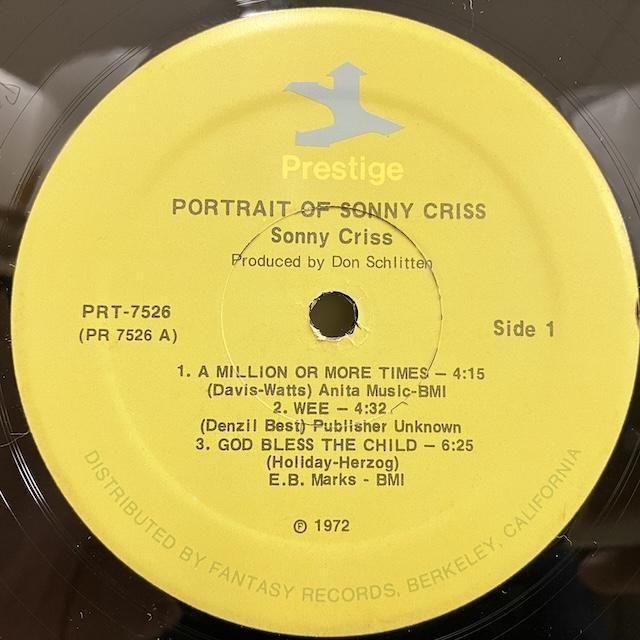 Prestige
PORTRAIT OF SONNY CRISS
Sonny Criss
Produced by Don Schlitten
PRT-7526
(PR 7526 A)
Side 1
1. A MILLION OR MORE TIMES – 4:15
(Davis-Watts) Anita Music-BMI
2. WEE – 4:32
(Denzil Best) Publisher Unknown
3. GOD BLESS THE CHILD – 6:25
(Holiday-Herzog)
E.B. Marks - BMI
℗ 1972
DISTRIBUTED BY FANTASY RECORDS, BERKELEY, CALIFORNIA